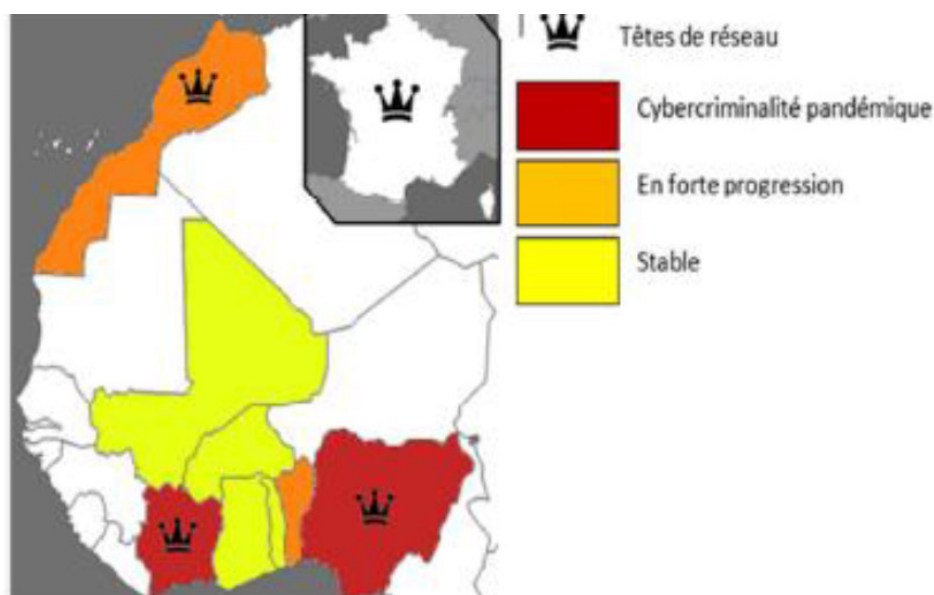 Têtes de réseau
Cybercriminalité pandémique
En forte progression
Stable